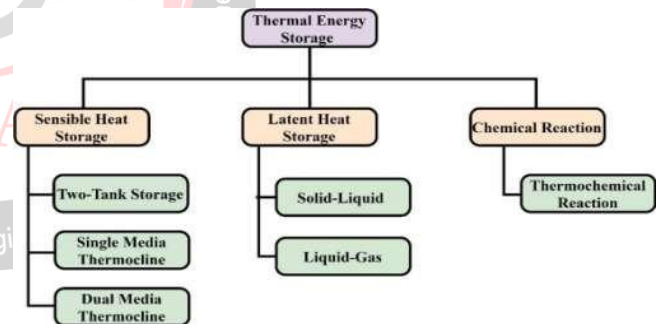 Thermal Energy
Storage
Sensible Heat
Storage
Latent Heat
Storage
Chemical Reaction
Two-Tank Storage
Single Media
Thermocline
Dual Media
Thermocline
Solid-Liquid
Liquid-Gas
Thermochemical
Reaction